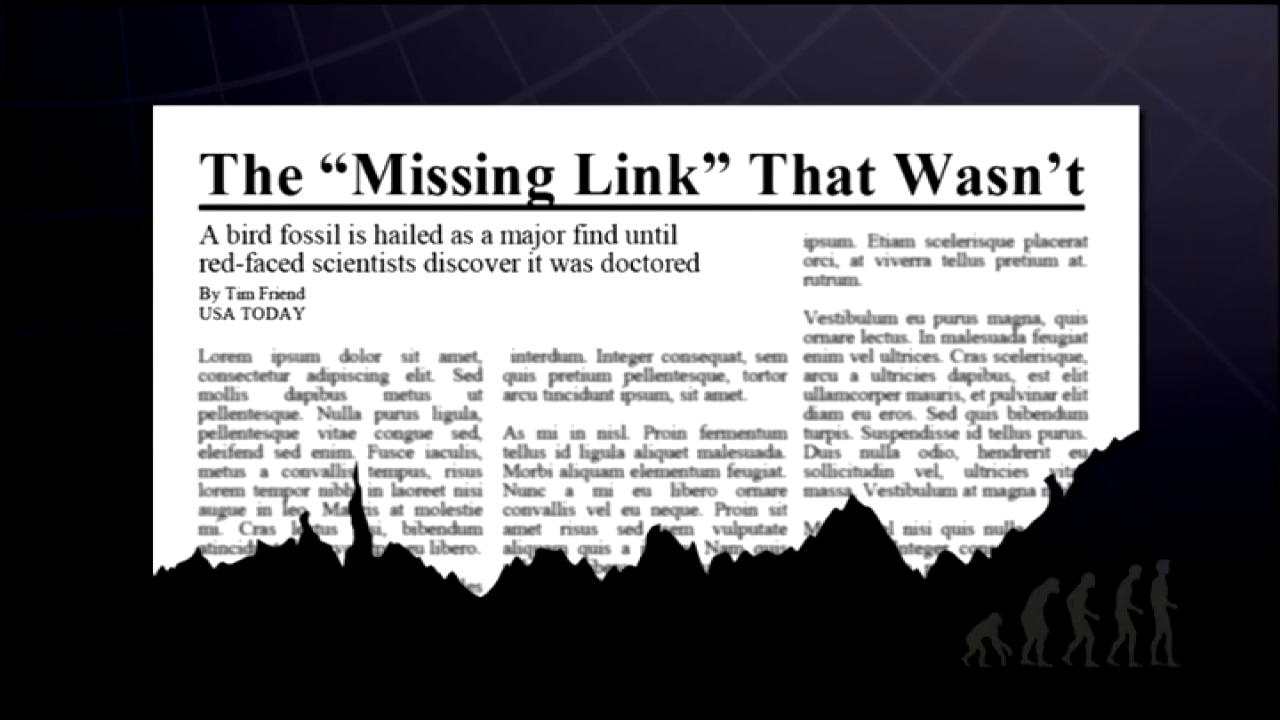 The “Missing Link” That Wasn’t
A bird fossil is hailed as a major find until
red-faced scientists discover it was doctored
By Tim Friend
USA TODAY
Lorem ipsum dolor sit amet,
consectetur adipiscing elit. Sed
mollis dapibus metus ut
pellentesque. Nulla purus ligula,
pellentesque vitae congue sed,
eleifend sed enim. Fusce iaculis,
metus a convallis tempus, risus
lorem tempor nibh in laoreet nisi
augue in leo. at molestie
mi. Cras bibendum
eu libero.
interdum. Integer consequat, sem
quis pretium pellentesque, tortor
arcu tincidunt ipsum, sit amet.
As mi in nisl. Proin fermentum
tellus id ligula aliquet malesuada.
Morbi aliquam elementum feugiat.
Nunc a mi eu libero ornare
convallis vel eu neque. Proin sit
amet risus sed vulputate
quis a Nam quis
ipsum. Etiam scelerisque placerat
orci, at viverra tellus pretium at.
rutrum.
Vestibulum eu purus magna, quis
ornare lectus. In malesuada feugiat
enim vel ultrices. Cras scelerisque,
arcu a ultricies dapibus, est elit
ullamcorper mauris, et pulvinar elit
diam eu eros. Sed quis bibendum
turpis. Suspendisse id tellus purus.
Duis nulla odio, hendrerit eu
sollicitudin vel, ultricies
massa. Vestibulum at magna
nisi quis